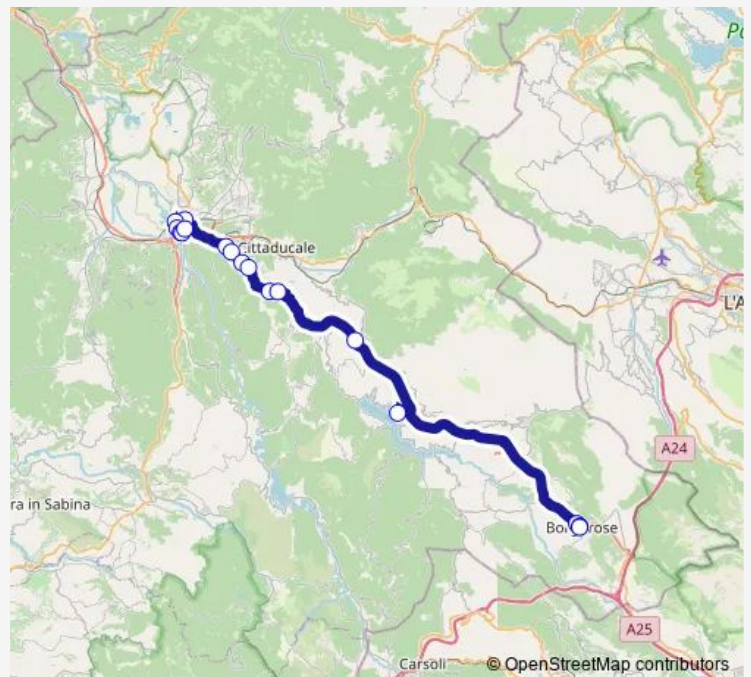 Cittaducale
L'A
A24
ra in Sabina
A25
Carsoli
© OpenStreetMap contributors